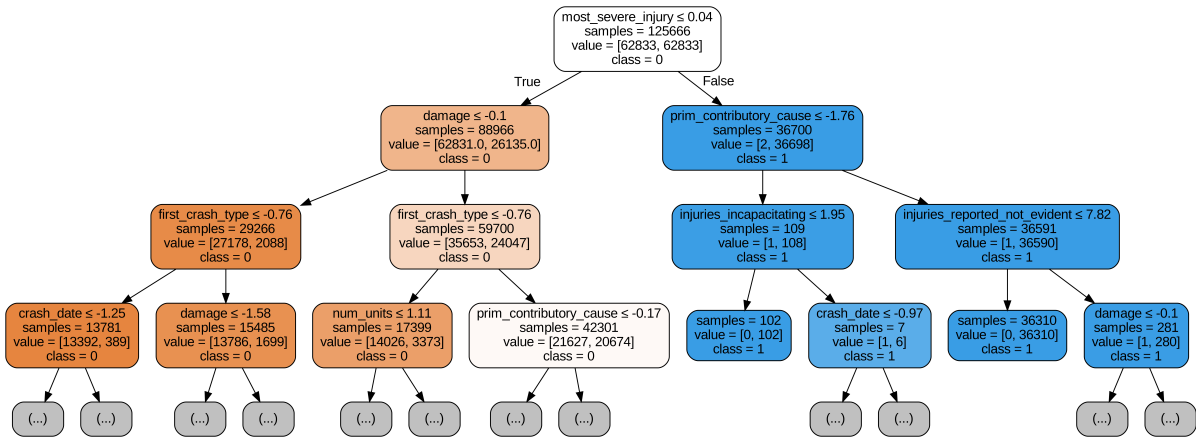 most_severe_injury ≤ 0.04
samples = 125666
value = [62833, 62833]
class = 0
True
False
damage ≤ -0.1
samples = 88966
value = [62831.0, 26135.0]
class = 0
prim_contributory_cause ≤ -1.76
samples = 36700
value = [2, 36698]
class = 1
first_crash_type ≤ -0.76
samples = 29266
value = [27178, 2088]
class = 0
first_crash_type ≤ -0.76
samples = 59700
value = [35653, 24047]
class = 0
injuries_incapacitating ≤ 1.95
samples = 109
value = [1, 108]
class = 1
injuries_reported_not_evident ≤ 7.82
samples = 36591
value = [1, 36590]
class = 1
crash_date ≤ -1.25
samples = 13781
value = [13392, 389]
class = 0
damage ≤ -1.58
samples = 15485
value = [13786, 1699]
class = 0
num_units ≤ 1.11
samples = 17399
value = [14026, 3373]
class = 0
prim_contributory_cause ≤ -0.17
samples = 42301
value = [21627, 20674]
class = 0
samples = 102
value = [0, 102]
class = 1
crash_date ≤ -0.97
samples = 7
value = [1, 6]
class = 1
samples = 36310
value = [0, 36310]
class = 1
damage ≤ -0.1
samples = 281
value = [1, 280]
class = 1
(...)
(...)
(...)
(...)
(...)
(...)
(...)
(...)
(...)
(...)
(...)
(...)